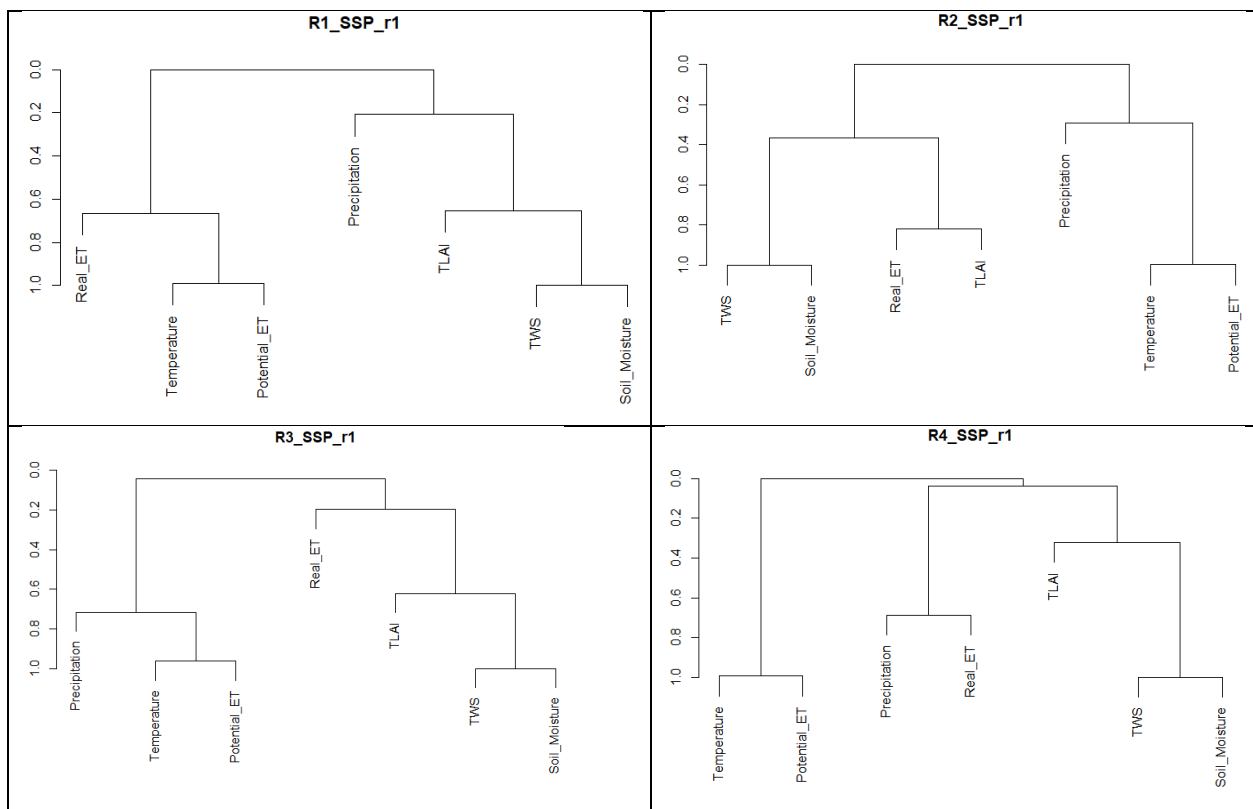 R1_SSP_r1
0.0
0.2
0.4
0.6
0.8
1.0
Real_ET
Temperature
Potential_ET
Precipitation
TLAI
TWS
Soil_Moisture
R2_SSP_r1
0.0
0.2
0.4
0.6
0.8
1.0
TWS
Soil_Moisture
Real_ET
TLAI
Precipitation
Temperature
Potential_ET
R3_SSP_r1
0.0
0.2
0.4
0.6
0.8
1.0
Precipitation
Temperature
Potential_ET
Real_ET
TLAI
TWS
Soil_Moisture
R4_SSP_r1
0.0
0.2
0.4
0.6
0.8
1.0
Temperature
Potential_ET
Precipitation
Real_ET
TLAI
TWS
Soil_Moisture